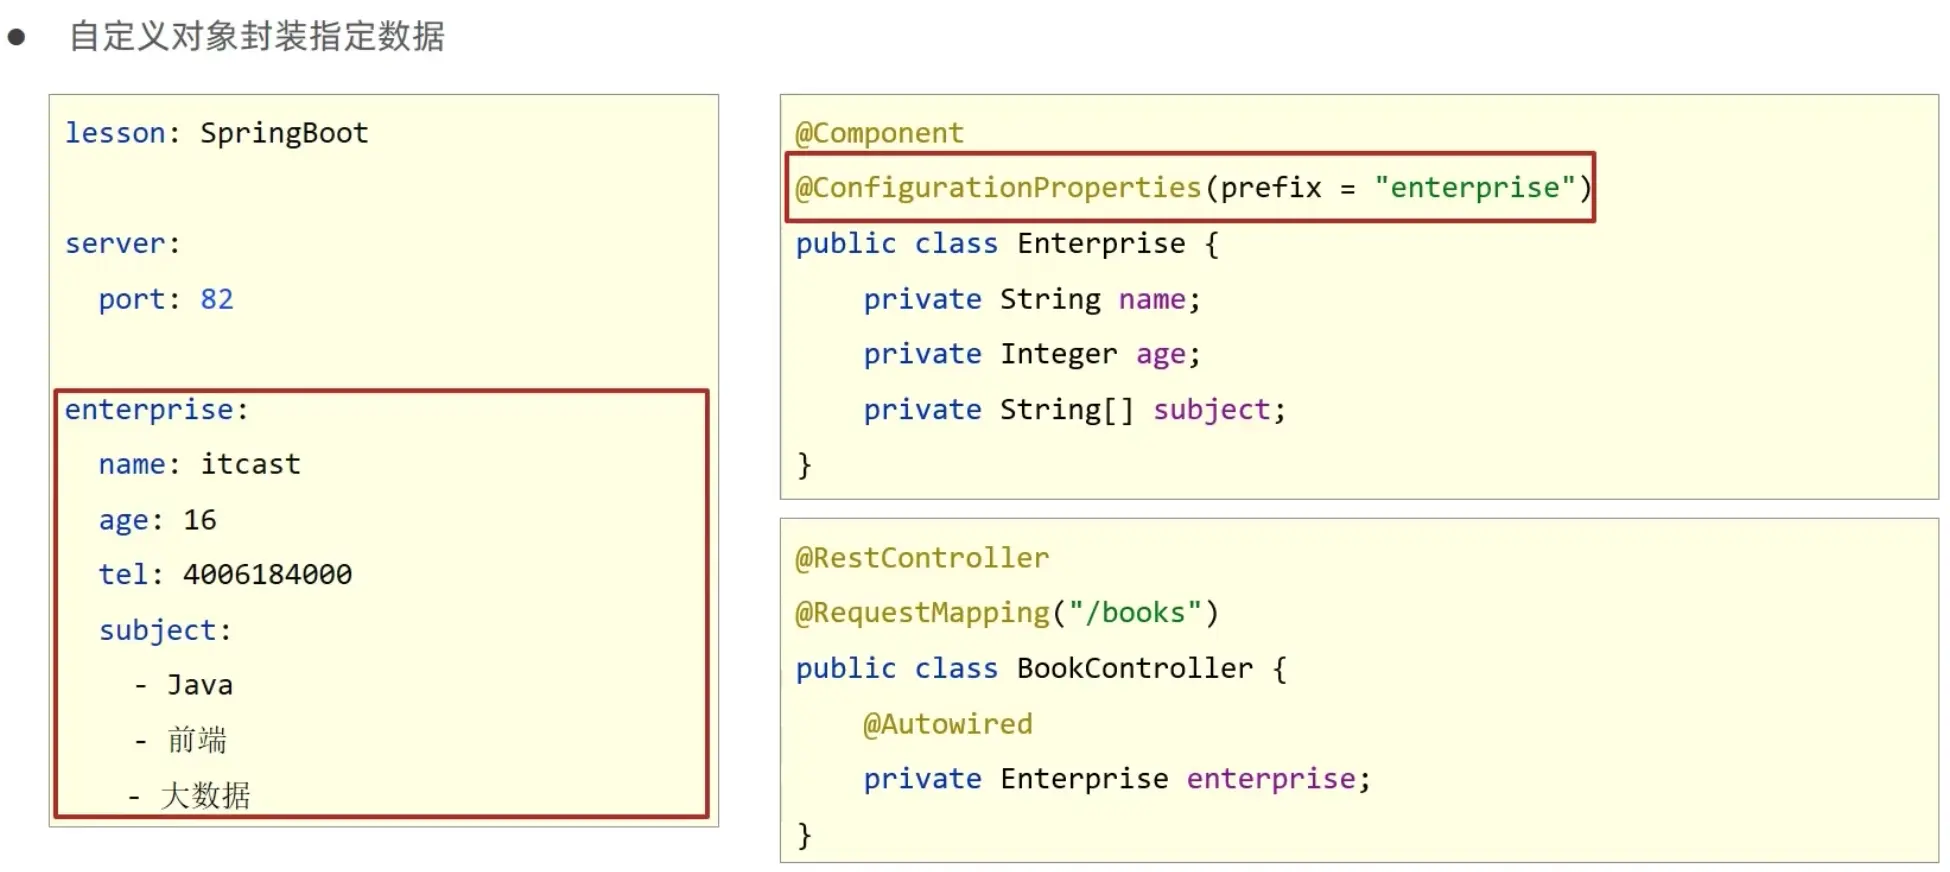 ● 自定义对象封装指定数据
lesson: SpringBoot
server:
  port: 82
enterprise:
  name: itcast
  age: 16
  tel: 4006184000
  subject:
    - Java
    - 前端
    - 大数据
@Component
@ConfigurationProperties(prefix = "enterprise")
public class Enterprise {
    private String name;
    private Integer age;
    private String[] subject;
}
@RestController
@RequestMapping("/books")
public class BookController {
    @Autowired
    private Enterprise enterprise;
}